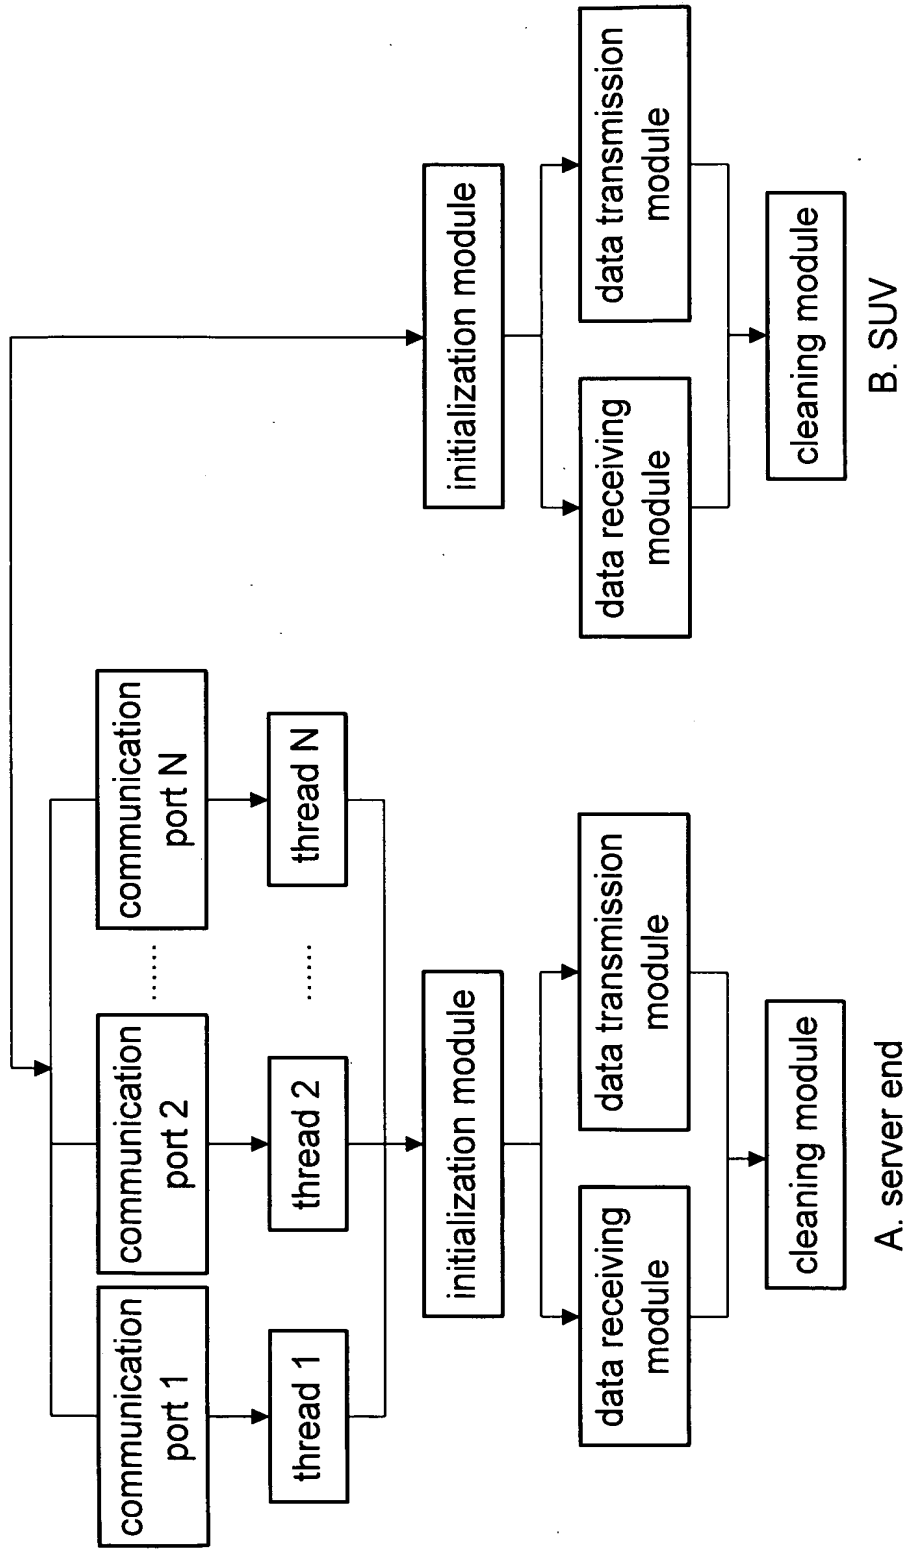 communication
port 1
communication
port 2
......
communication
port N
thread 1
thread 2
......
thread N
initialization module
data receiving
module
data transmission
module
cleaning module
A. server end
initialization module
data receiving
module
data transmission
module
cleaning module
B. SUV